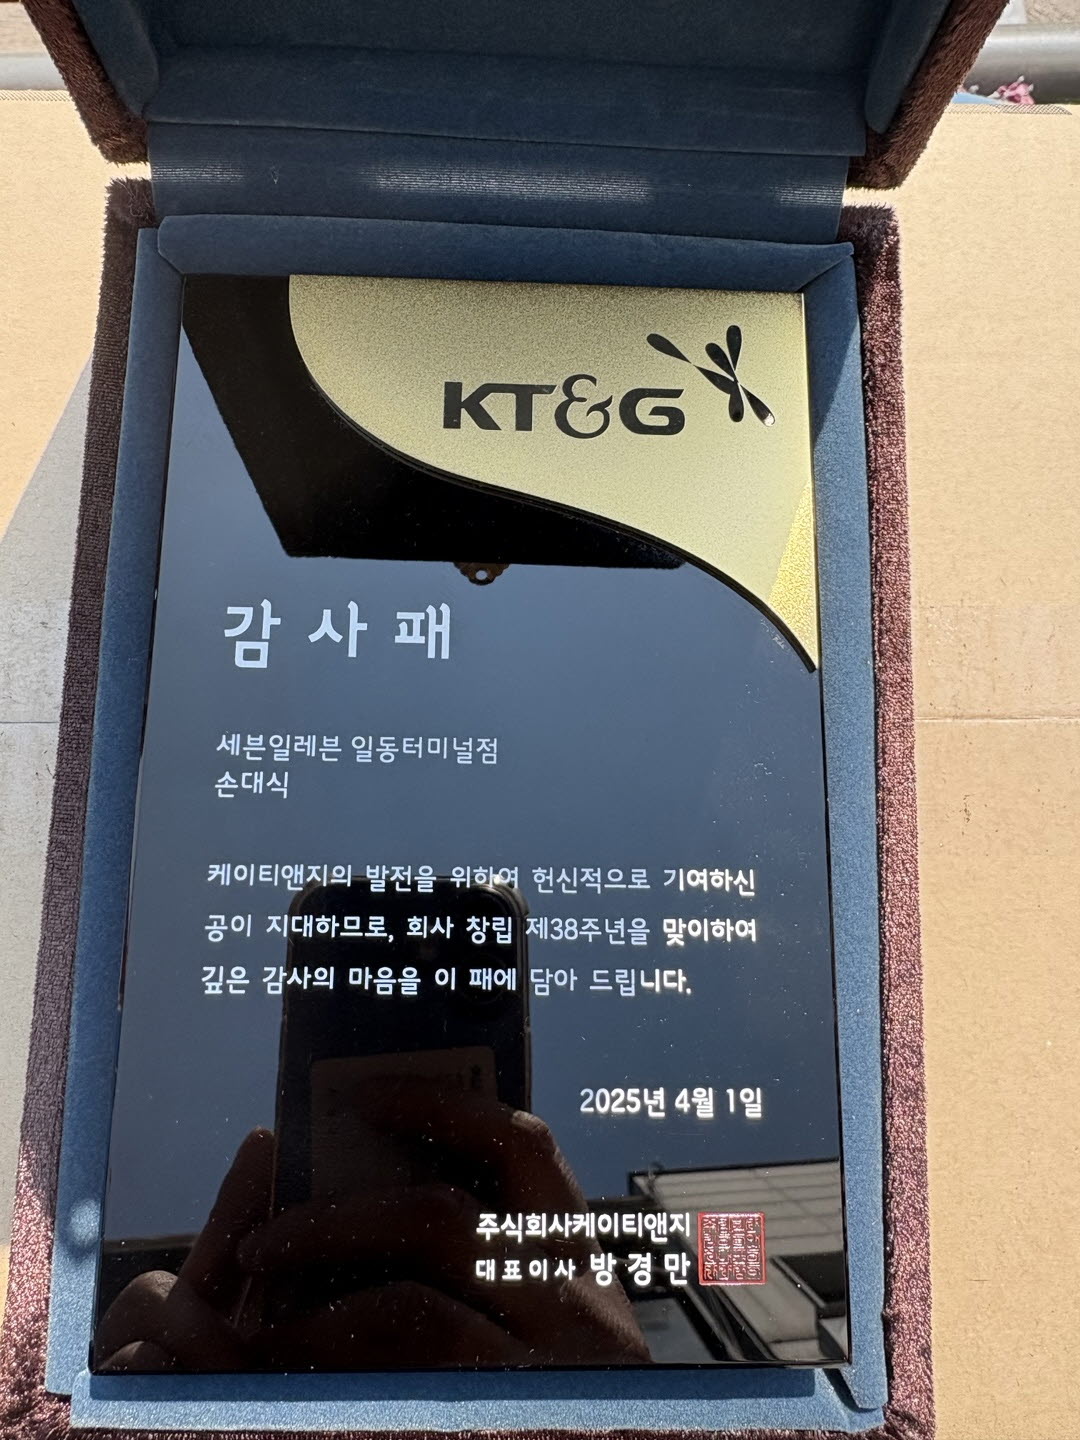 KT&G
감사패
세븐일레븐 일동터미널점
손대식
케이티앤지의 발전을 위하여 헌신적으로 기여하신
공이 지대하므로, 회사 창립 제38주년을 맞이하여
깊은 감사의 마음을 이 패에 담아 드립니다.
2025년 4월 1일
주식회사케이티앤지
대표이사 방경만